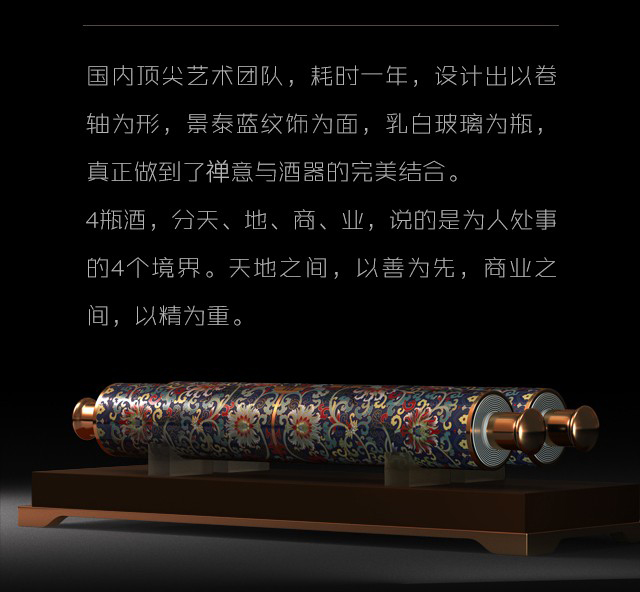 国内顶尖艺术团队，耗时一年，设计出以卷
轴为形，景泰蓝纹饰为面，乳白玻璃为瓶，
真正做到了禅意与酒器的完美结合。
4瓶酒，分天、地、商、业，说的是为人处事
的4个境界。天地之间，以善为先，商业之
间，以精为重。